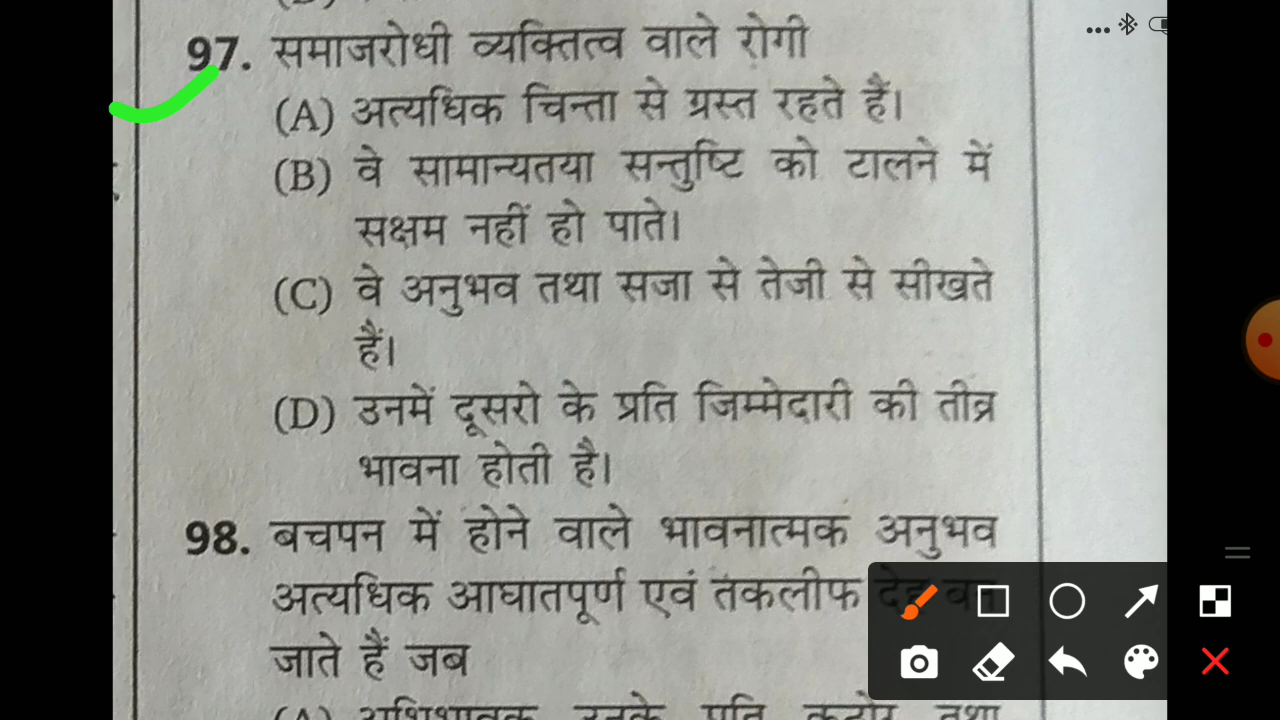 97. समाजरोधी व्यक्तित्व वाले रोगी
(A) अत्यधिक चिन्ता से ग्रस्त रहते हैं।
(B) वे सामान्यतया सन्तुष्टि को टालने में
सक्षम नहीं हो पाते।
(C) वे अनुभव तथा सजा से तेजी से सीखते
हैं।
(D) उनमें दूसरो के प्रति जिम्मेदारी की तीव्र
भावना होती है।
98. बचपन में होने वाले भावनात्मक अनुभव
अत्यधिक आघातपूर्ण एवं तकलीफ देह बन
जाते हैं जब